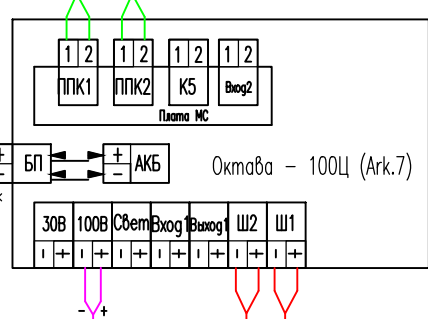 1 2 1 2 1 2 1 2
ППК1 ППК2 К5 Вход2
Плата МС
+ БП + АКБ
- -
Октава - 100Ц (Ark.7)
30В 100В Свет Вход1 Выход1 Ш2 Ш1
- + - + - + - + - + - + - +
- +